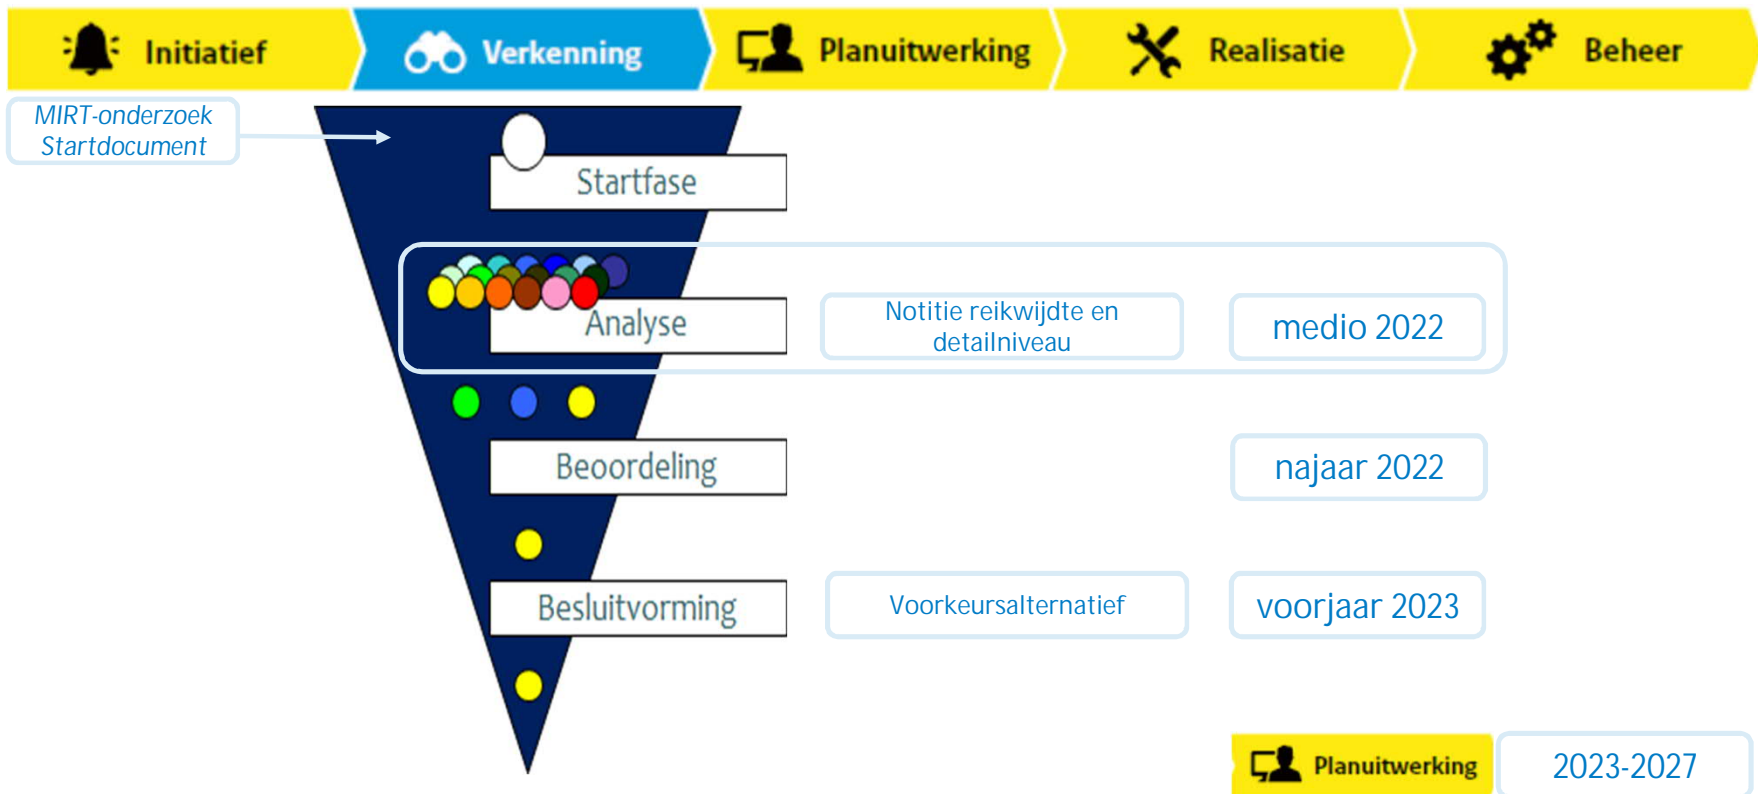 Initiatief
Verkenning
Planuitwerking
Realisatie
Beheer
MIRT-onderzoek
Startdocument
Startfase
Analyse
Notitie reikwijdte en
detailniveau
medio 2022
Beoordeling
najaar 2022
Besluitvorming
Voorkeursalternatief
voorjaar 2023
Planuitwerking
2023-2027